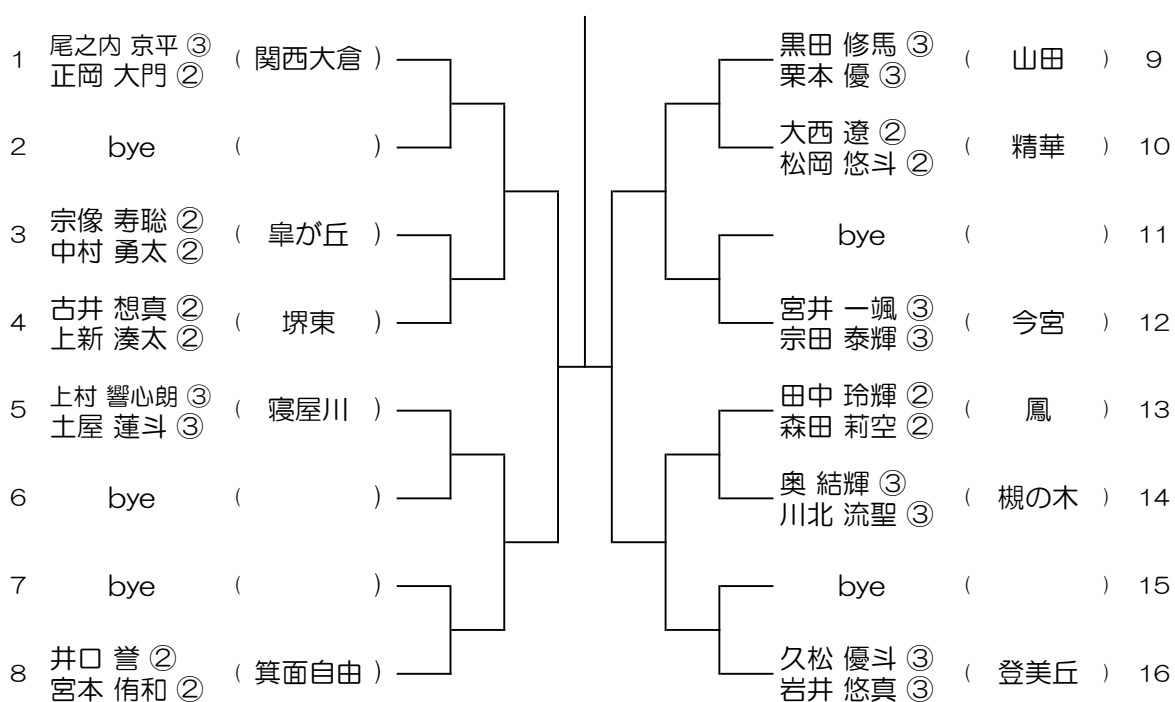 1 尾之内 京平 ③ ( 関西大倉 )
正岡 大門 ②
2 bye ( )
3 宗像 寿聡 ② ( 皐が丘 )
中村 勇太 ②
4 古井 想真 ② ( 堺東 )
上新 湊太 ②
5 上村 響心朗 ③ ( 寝屋川 )
土屋 蓮斗 ③
6 bye ( )
7 bye ( )
8 井口 誉 ② ( 箕面自由 )
宮本 侑和 ②
黒田 修馬 ③ ( 山田 ) 9
栗本 優 ③
大西 遼 ② ( 精華 ) 10
松岡 悠斗 ②
bye ( ) 11
宮井 一颯 ③ ( 今宮 ) 12
宗田 泰輝 ③
田中 玲輝 ② ( 鳳 ) 13
森田 莉空 ②
奥 結輝 ③ ( 槻の木 ) 14
川北 流聖 ③
bye ( ) 15
久松 優斗 ③ ( 登美丘 ) 16
岩井 悠真 ③